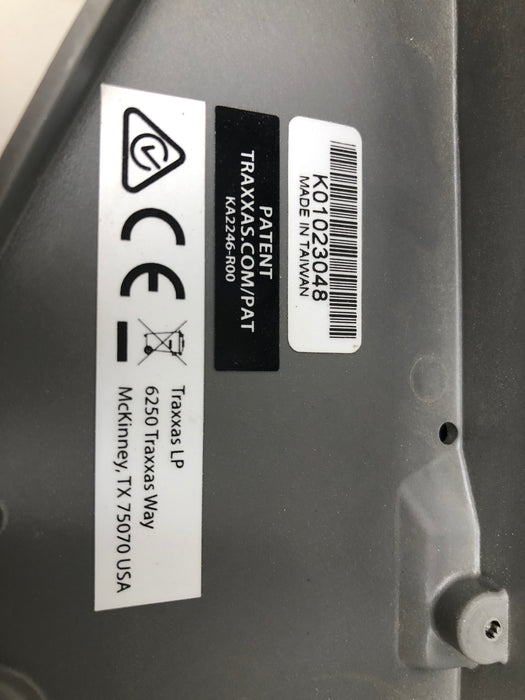 K01023048
MADE IN TAIWAN
PATENT
TRAXXAS.COM/PAT
KA2246-R00
CE
Traxxas LP
6250 Traxxas Way
McKinney, TX 75070 USA